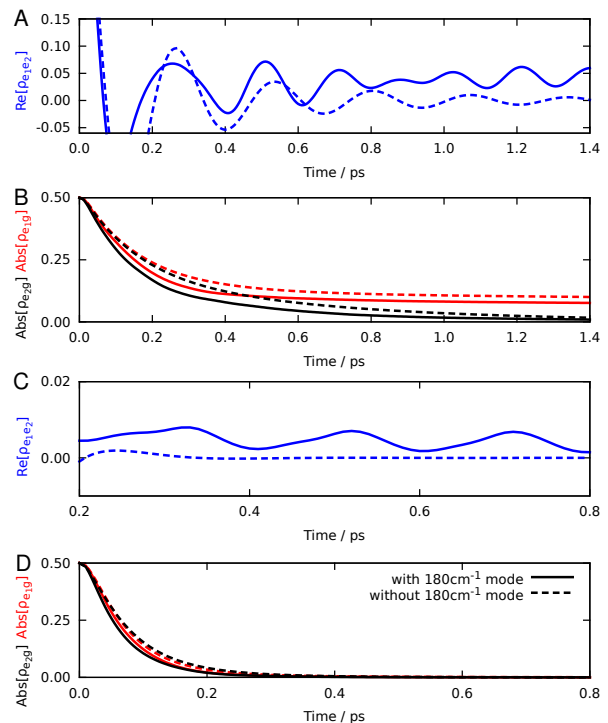 A
Re[ρe1e2]
0.15
0.10
0.05
0.00
-0.05
0.0 0.2 0.4 0.6 0.8 1.0 1.2 1.4
Time / ps
B
Abs[ρe2g] Abs[ρe1g]
0.50
0.25
0.00
0.0 0.2 0.4 0.6 0.8 1.0 1.2 1.4
Time / ps
C
Re[ρe1e2]
0.02
0.00
0.2 0.4 0.6 0.8
Time / ps
D
Abs[ρe2g] Abs[ρe1g]
0.50
0.25
0.00
with 180cm⁻¹ mode
without 180cm⁻¹ mode
0.0 0.2 0.4 0.6 0.8
Time / ps